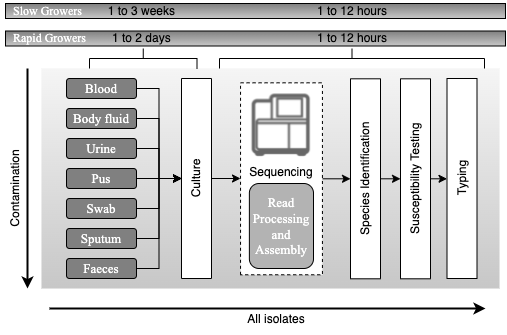 Slow Growers 1 to 3 weeks 1 to 12 hours
Rapid Growers 1 to 2 days 1 to 12 hours
Contamination
Blood
Body fluid
Urine
Pus
Swab
Sputum
Faeces
Culture
Sequencing
Read
Processing
and
Assembly
Species Identification
Susceptibility Testing
Typing
All isolates